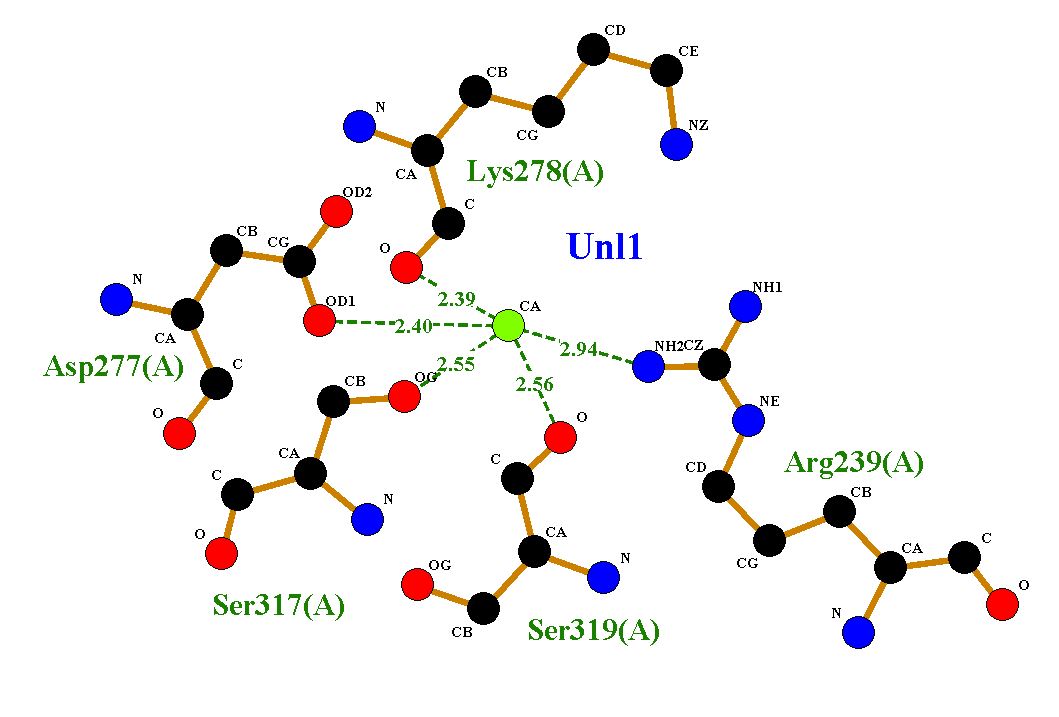 CD
CE
CB
N
CG
NZ
CA
Lys278(A)
OD2
C
CB
CG
O
Unl1
N
NH1
OD1
2.39
CA
CA
2.40
2.94
NH2
CZ
Asp277(A)
C
2.55
OG
2.56
CB
O
NE
O
CA
C
CD
Arg239(A)
C
N
CB
O
CA
N
CG
CA
C
OG
O
Ser317(A)
CB
Ser319(A)
N